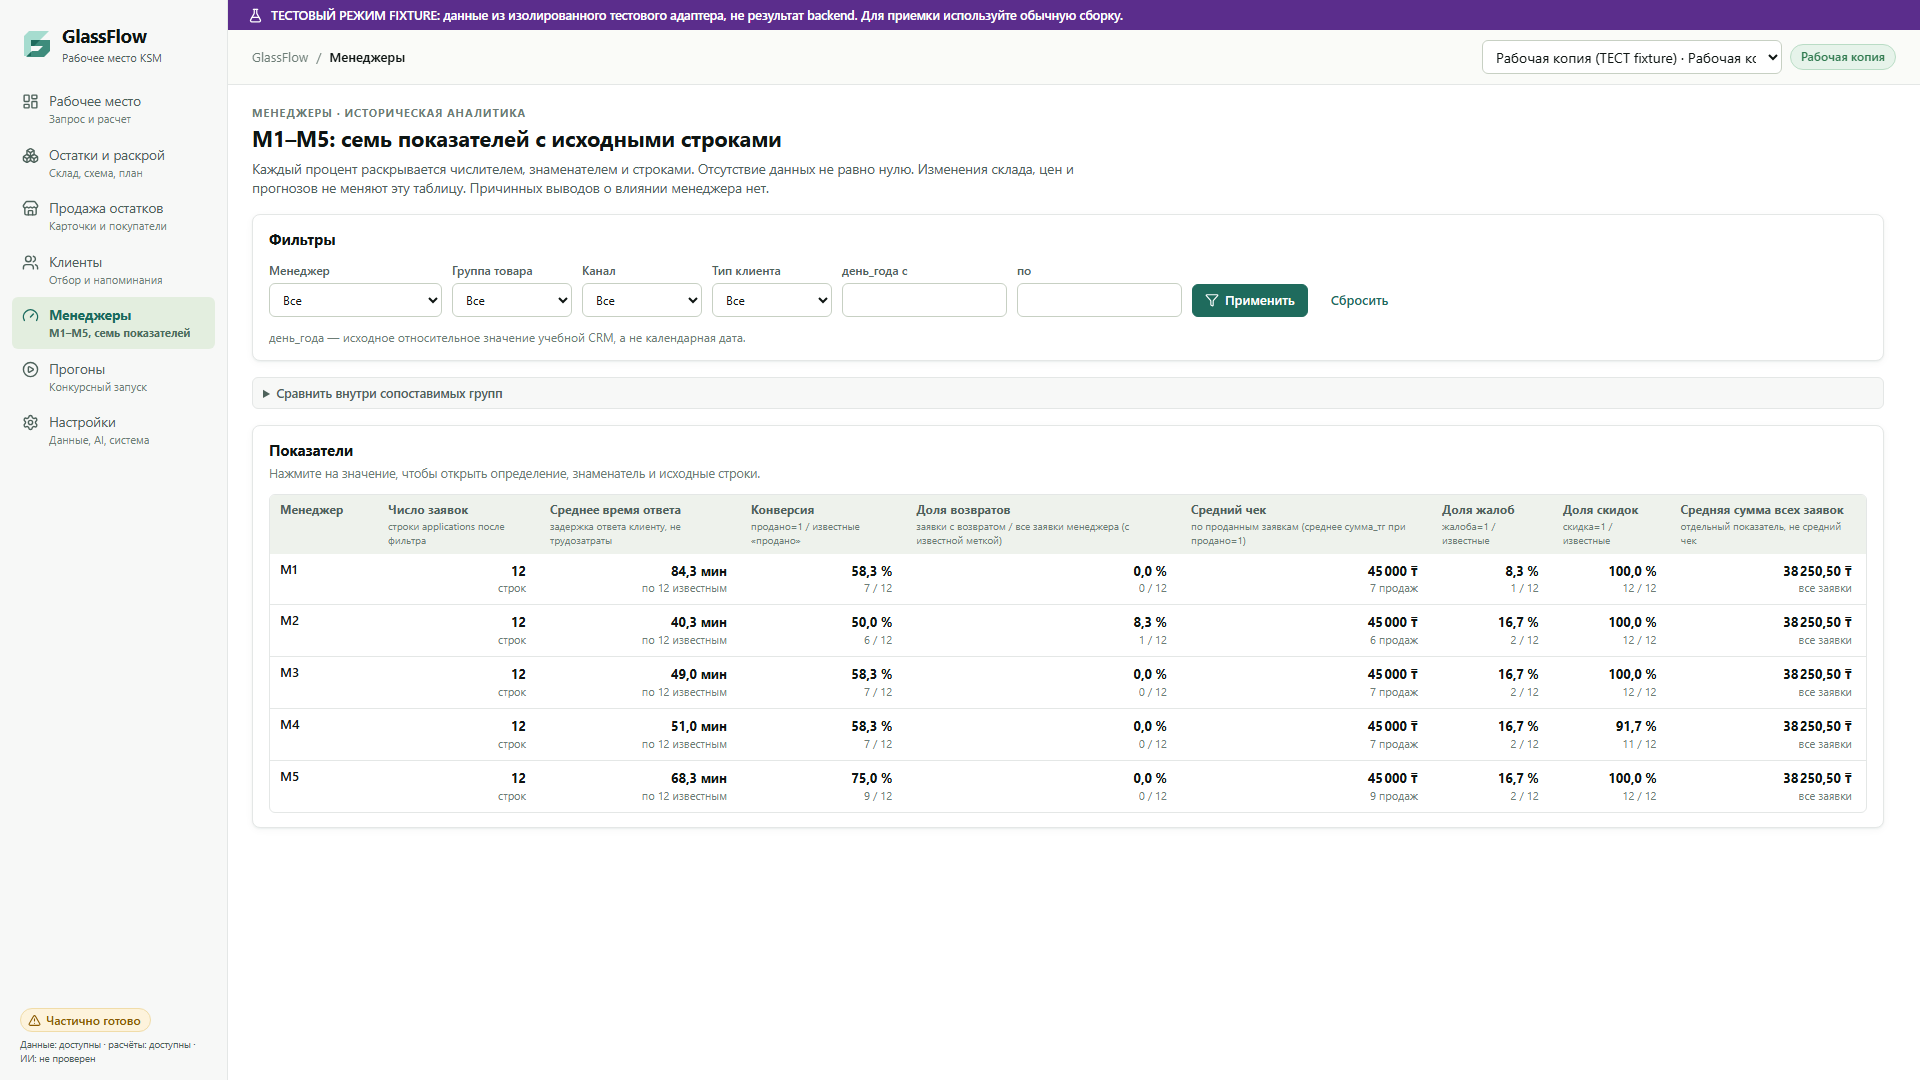 GlassFlow
Рабочее место KSM
Рабочее место
Запрос и расчет
Остатки и раскрой
Склад, схема, план
Продажа остатков
Карточки и покупатели
Клиенты
Отбор и напоминания
Менеджеры
М1–М5, семь показателей
Прогоны
Конкурсный запуск
Настройки
Данные, AI, система
Частично готово
Данные: доступны · расчёты: доступны ·
ИИ: не проверен
ТЕСТОВЫЙ РЕЖИМ FIXTURE: данные из изолированного тестового адаптера, не результат backend. Для приемки используйте обычную сборку.
GlassFlow / Менеджеры
Рабочая копия (ТЕСТ fixture) · Рабочая кс
Рабочая копия
МЕНЕДЖЕРЫ · ИСТОРИЧЕСКАЯ АНАЛИТИКА
М1–М5: семь показателей с исходными строками
Каждый процент раскрывается числителем, знаменателем и строками. Отсутствие данных не равно нулю. Изменения склада, цен и
прогнозов не меняют эту таблицу. Причинных выводов о влиянии менеджера нет.
Фильтры
Менеджер Группа товара Канал Тип клиента день_года с по
Все Все Все Все Применить Сбросить
день_года — исходное относительное значение учебной CRM, а не календарная дата.
Сравнить внутри сопоставимых групп
Показатели
Нажмите на значение, чтобы открыть определение, знаменатель и исходные строки.
Менеджер Число заявок Среднее время ответа Конверсия Доля возвратов Средний чек Доля жалоб Доля скидок Средняя сумма всех заявок
строки applications после задержка ответа клиенту, не продано=1 / известные заявки с возвратом / все заявки менеджера (с по проданным заявкам (среднее сумма_тг при жалоба=1 / скидка=1 / отдельный показатель, не средний
фильтра трудозатраты «продано» известной меткой) продано=1) известные известные чек
М1 12 84,3 мин 58,3 % 0,0 % 45 000 ₸ 8,3 % 100,0 % 38 250,50 ₸
строк по 12 известным 7 / 12 0 / 12 7 продаж 1 / 12 12 / 12 все заявки
М2 12 40,3 мин 50,0 % 8,3 % 45 000 ₸ 16,7 % 100,0 % 38 250,50 ₸
строк по 12 известным 6 / 12 1 / 12 6 продаж 2 / 12 12 / 12 все заявки
М3 12 49,0 мин 58,3 % 0,0 % 45 000 ₸ 16,7 % 100,0 % 38 250,50 ₸
строк по 12 известным 7 / 12 0 / 12 7 продаж 2 / 12 12 / 12 все заявки
М4 12 51,0 мин 58,3 % 0,0 % 45 000 ₸ 16,7 % 91,7 % 38 250,50 ₸
строк по 12 известным 7 / 12 0 / 12 7 продаж 2 / 12 11 / 12 все заявки
М5 12 68,3 мин 75,0 % 0,0 % 45 000 ₸ 16,7 % 100,0 % 38 250,50 ₸
строк по 12 известным 9 / 12 0 / 12 9 продаж 2 / 12 12 / 12 все заявки